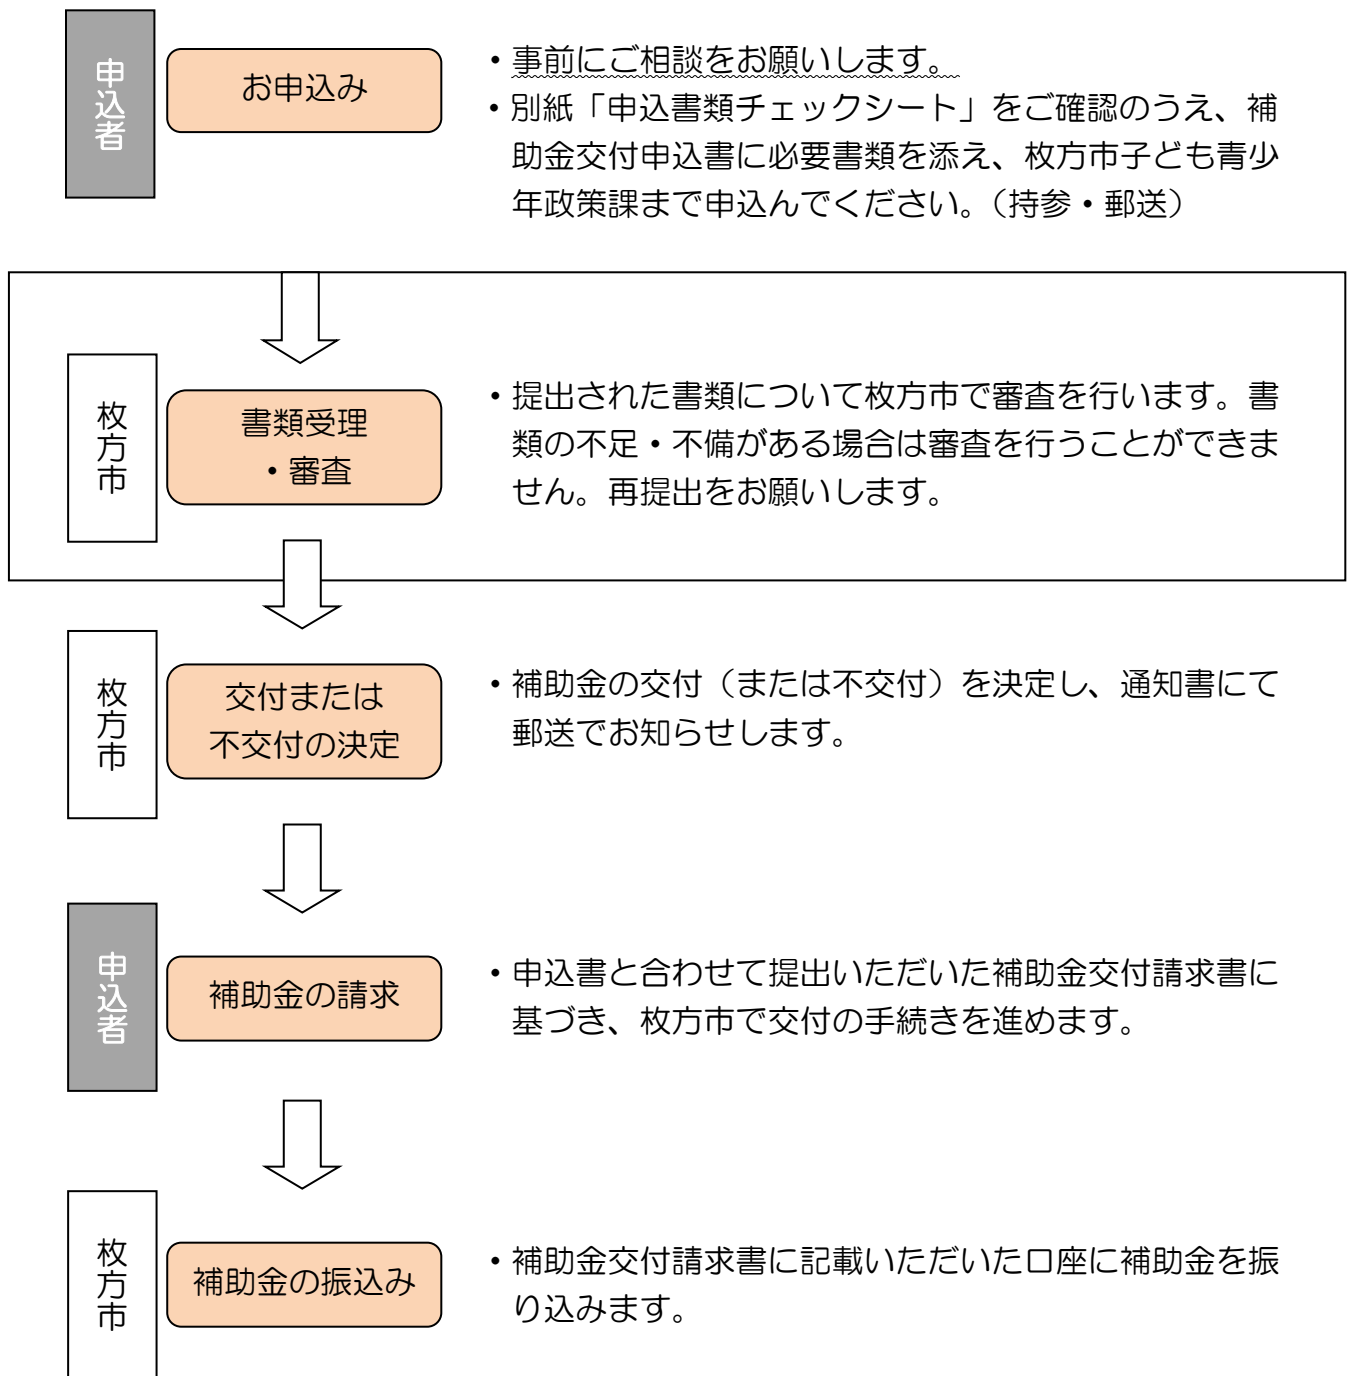 申込者
お申込み
・事前にご相談をお願いします。
・別紙「申込書類チェックシート」をご確認のうえ、補
助金交付申込書に必要書類を添え、枚方市子ども青少
年政策課まで申込んでください。（持参・郵送）
枚方市
書類受理
・審査
・提出された書類について枚方市で審査を行います。書
類の不足・不備がある場合は審査を行うことができま
せん。再提出をお願いします。
枚方市
交付または
不交付の決定
・補助金の交付（または不交付）を決定し、通知書にて
郵送でお知らせします。
申込者
補助金の請求
・申込書と合わせて提出いただいた補助金交付請求書に
基づき、枚方市で交付の手続きを進めます。
枚方市
補助金の振込み
・補助金交付請求書に記載いただいた口座に補助金を振
り込みます。